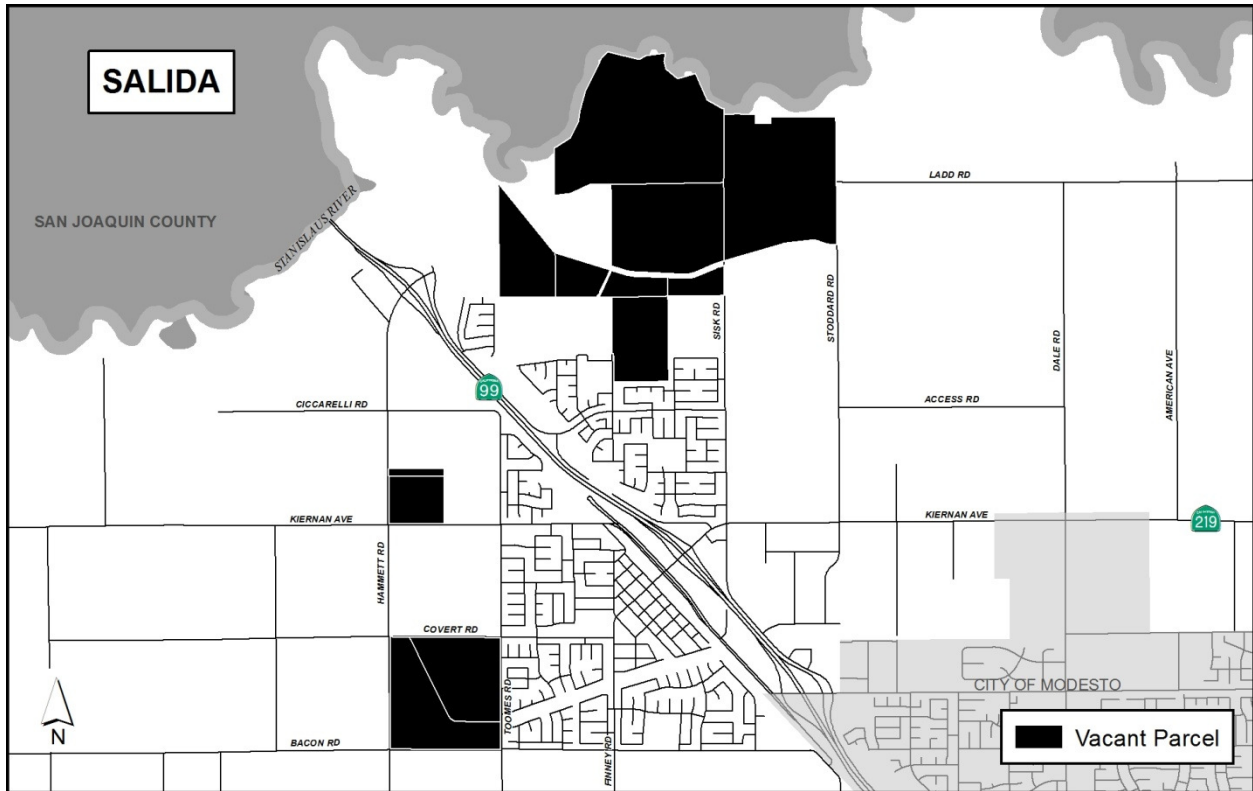 SALIDA
LADD RD
SAN JOAQUIN COUNTY
STANISLAUS RIVER
SISK RD
STODDARD RD
DALE RD
AMERICAN AVE
99
CICCARELLI RD
ACCESS RD
KIERNAN AVE
KIERNAN AVE
219
HAMMETT RD
COVERT RD
TOOMES RD
CITY OF MODESTO
N
BACON RD
FINNEY RD
Vacant Parcel